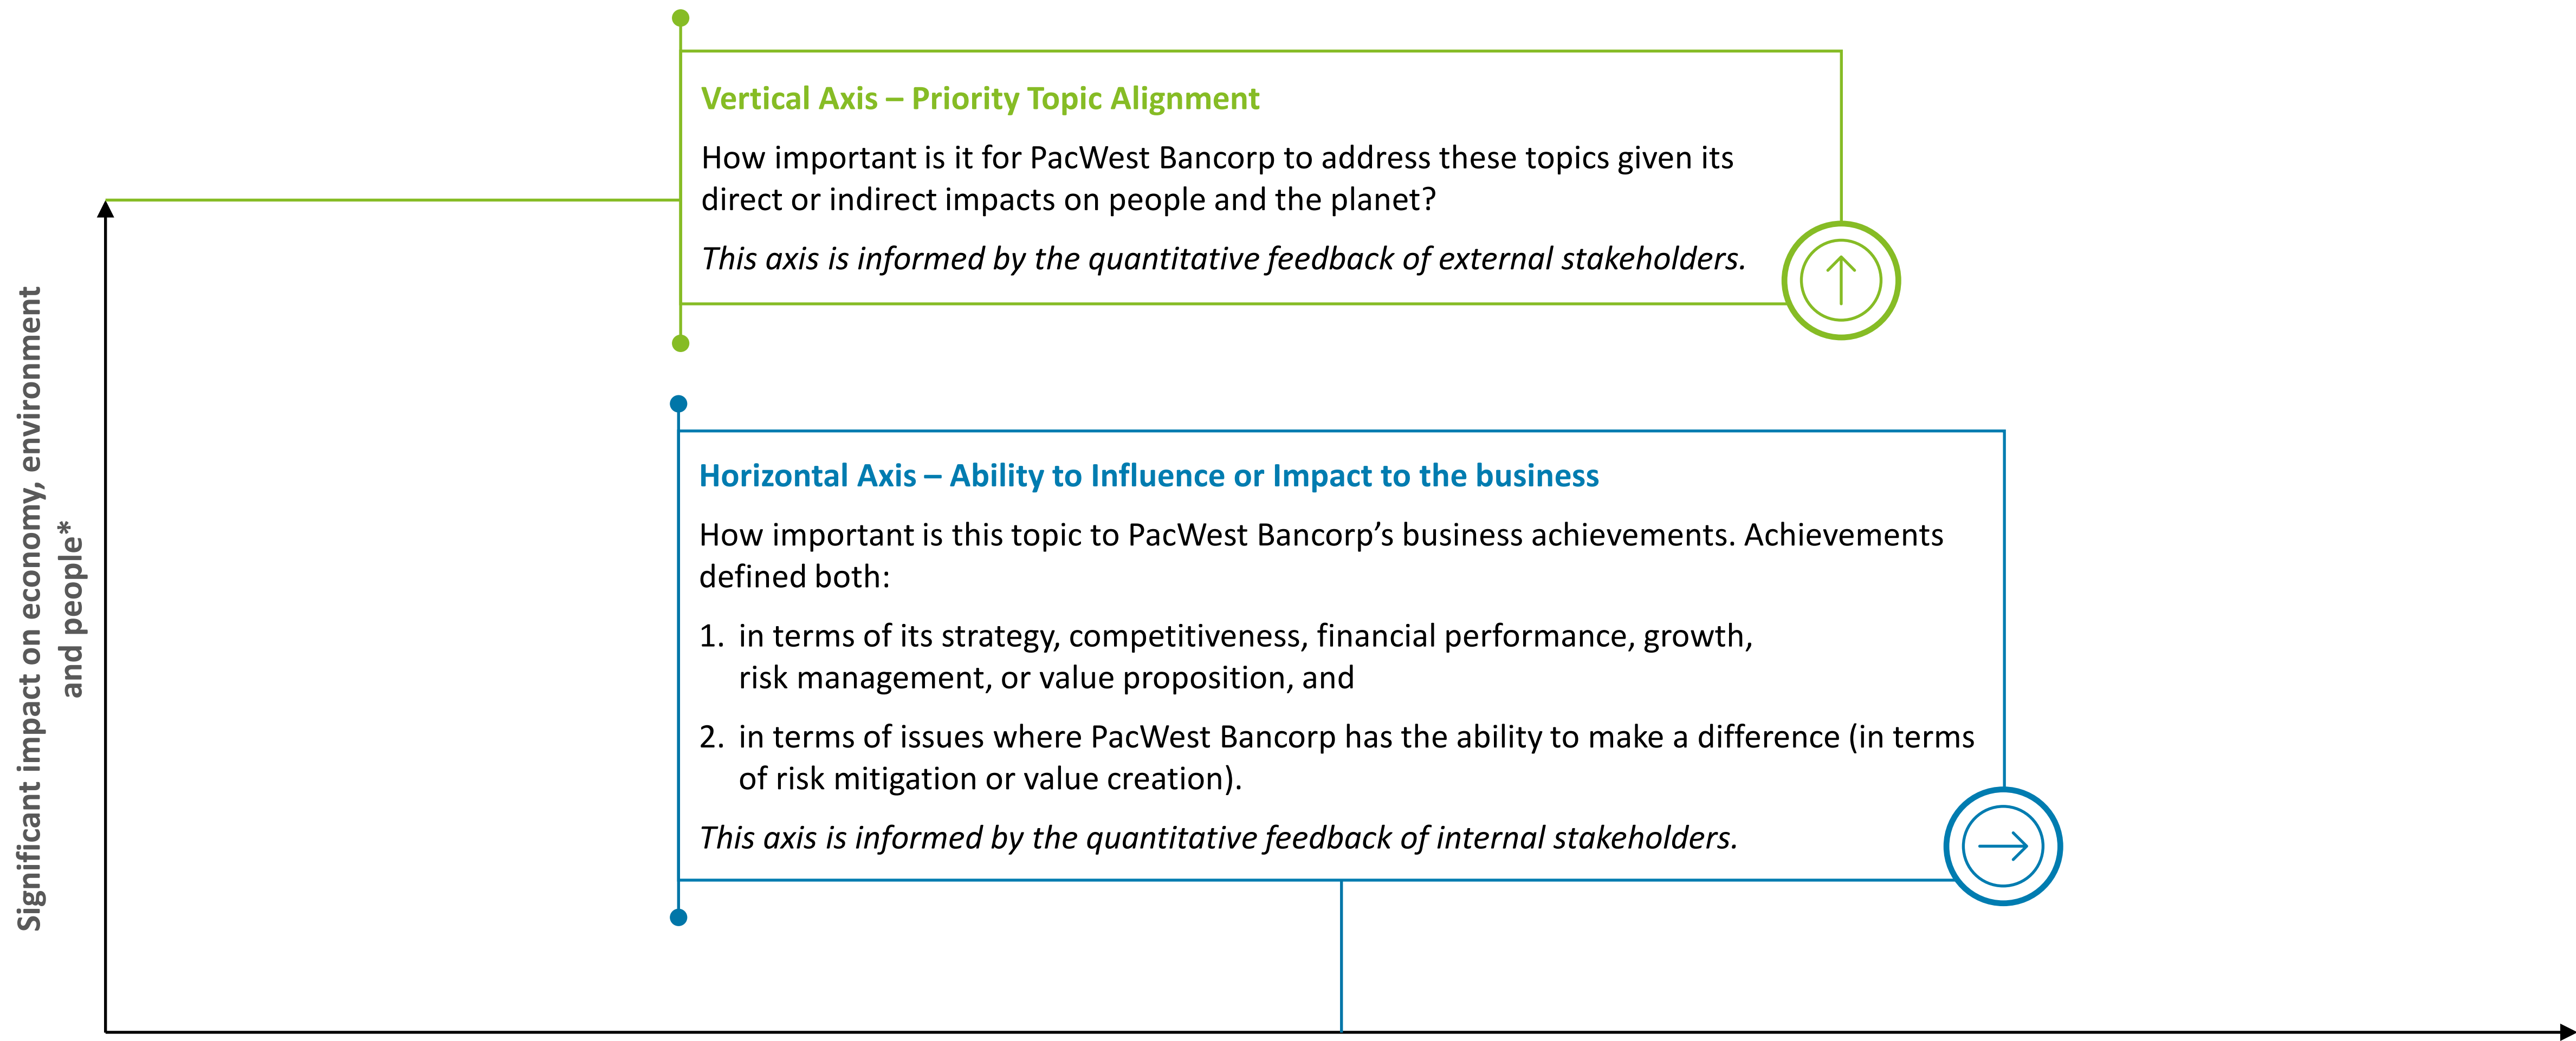 Vertical Axis – Priority Topic Alignment
How important is it for PacWest Bancorp to address these topics given its
direct or indirect impacts on people and the planet?
This axis is informed by the quantitative feedback of external stakeholders.
Significant impact on economy, environment
and people*
Horizontal Axis – Ability to Influence or Impact to the business
How important is this topic to PacWest Bancorp’s business achievements. Achievements
defined both:
1. in terms of its strategy, competitiveness, financial performance, growth,
risk management, or value proposition, and
2. in terms of issues where PacWest Bancorp has the ability to make a difference (in terms
of risk mitigation or value creation).
This axis is informed by the quantitative feedback of internal stakeholders.